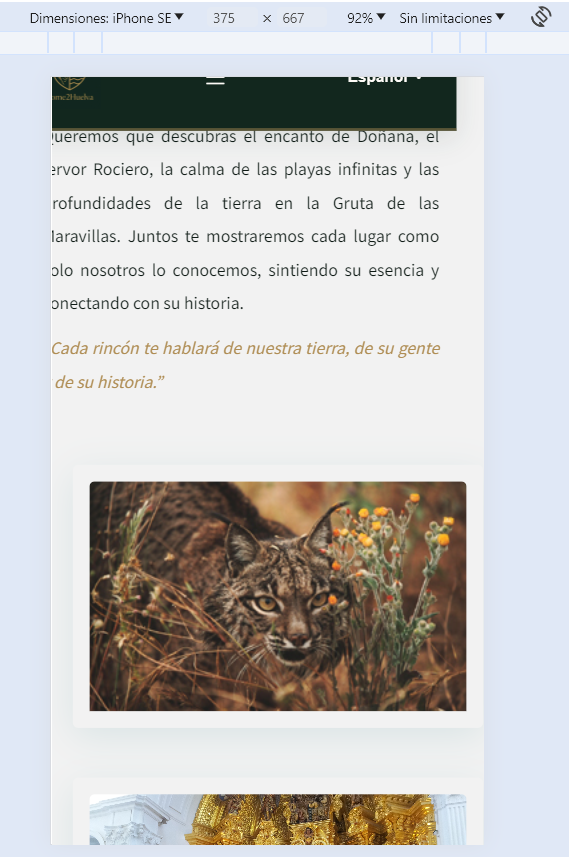 Dimensiones: iPhone SE 375 × 667 92% Sin limitaciones
Español
ueremos que descubras el encanto de Doñana, el
ervor Rociero, la calma de las playas infinitas y las
rofundidades de la tierra en la Gruta de las
aravillas. Juntos te mostraremos cada lugar como
olo nosotros lo conocemos, sintiendo su esencia y
onectando con su historia.
Cada rincón te hablará de nuestra tierra, de su gente
de su historia.”